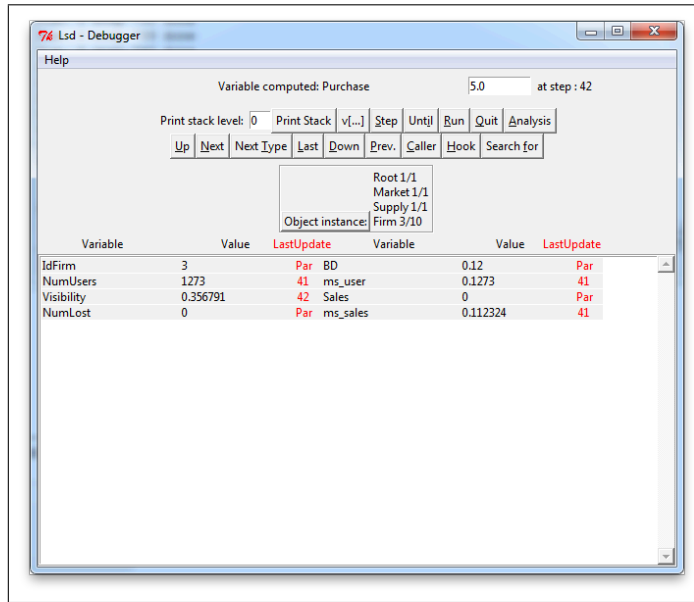 Lsd - Debugger
Help
Variable computed: Purchase 5.0 at step : 42
Print stack level: 0 Print Stack v[...] Step Until Run Quit Analysis
Up Next Next Type Last Down Prev. Caller Hook Search for
Root 1/1
Market 1/1
Supply 1/1
Object instance: Firm 3/10
Variable Value LastUpdate Variable Value LastUpdate
IdFirm 3 Par BD 0.12 Par
NumUsers 1273 41 ms_user 0.1273 41
Visibility 0.356791 42 Sales 0 Par
NumLost 0 Par ms_sales 0.112324 41